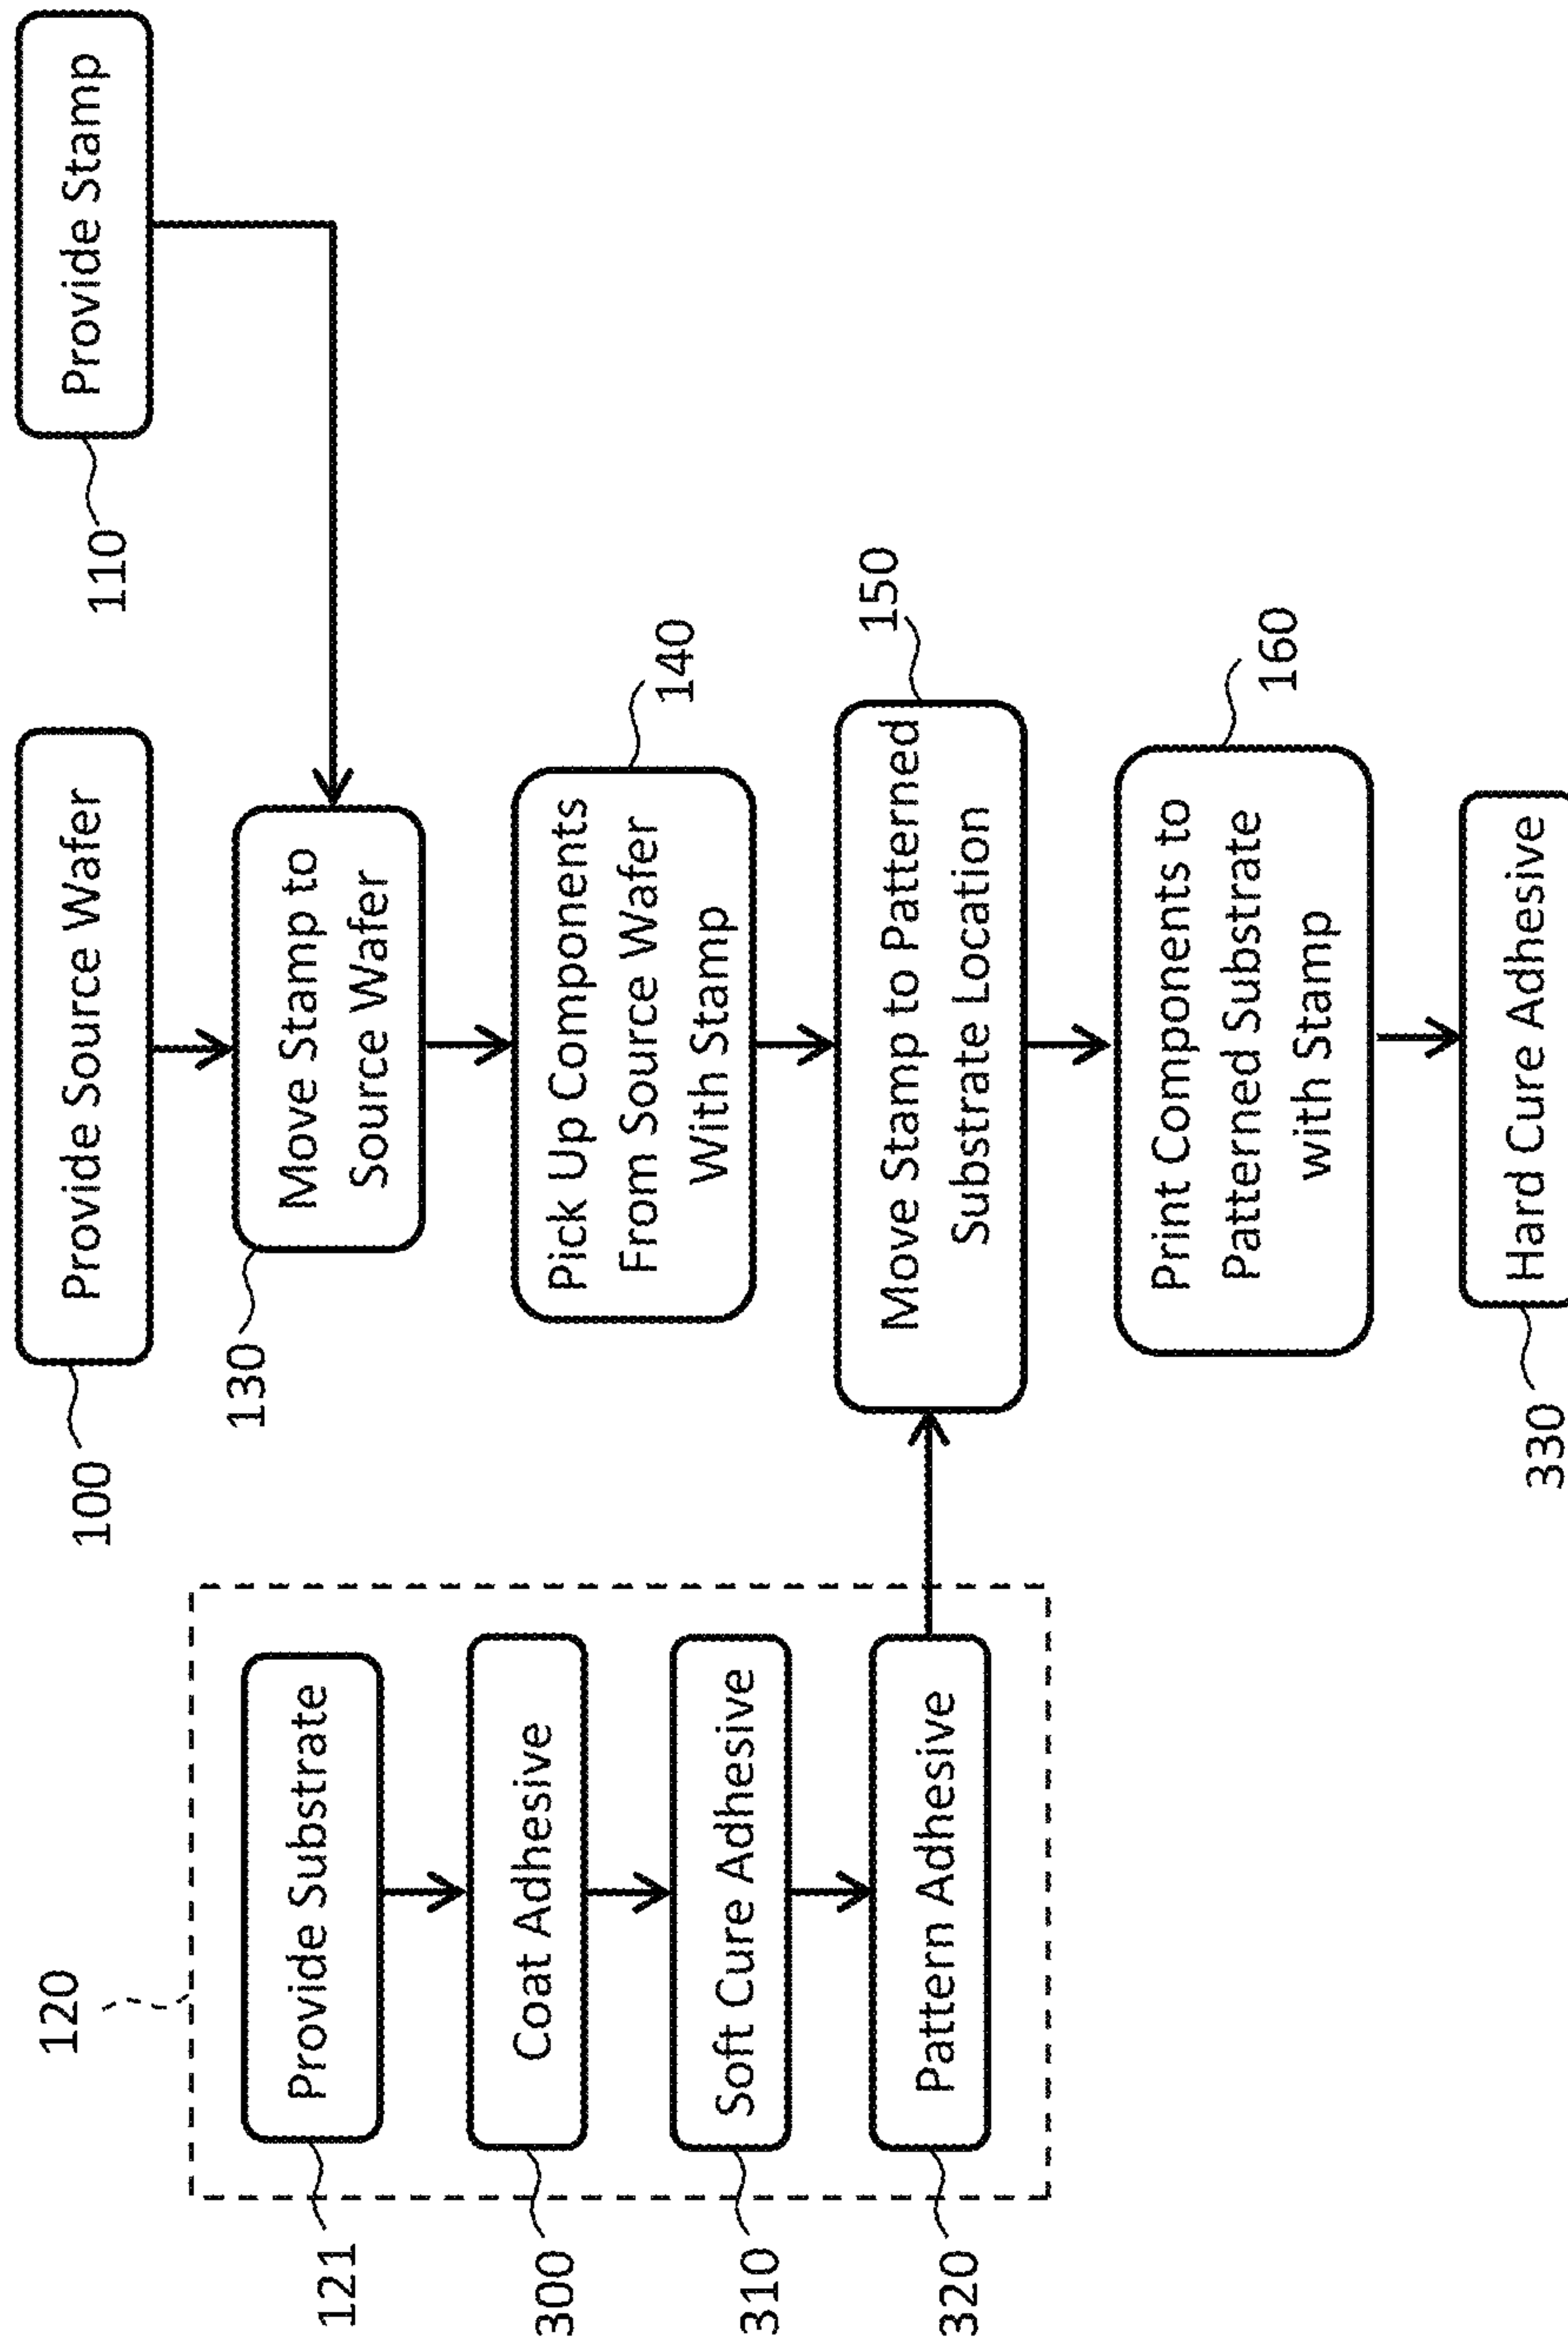 120
121
Provide Substrate
300
Coat Adhesive
310
Soft Cure Adhesive
320
Pattern Adhesive
100
Provide Source Wafer
110
Provide Stamp
130
Move Stamp to
Source Wafer
140
Pick Up Components
From Source Wafer
With Stamp
150
Move Stamp to Patterned
Substrate Location
160
Print Components to
Patterned Substrate
with Stamp
330
Hard Cure Adhesive